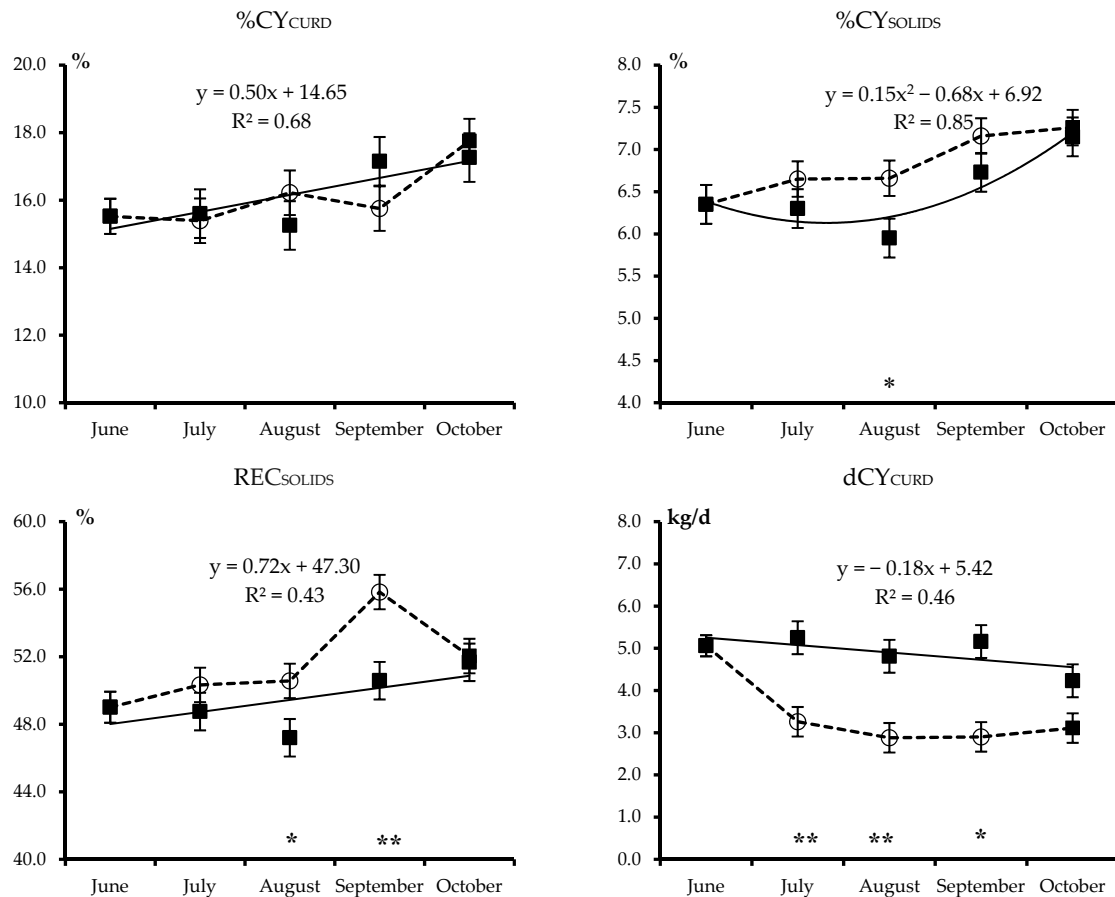 %CYCURD
%
20.0
18.0
16.0
14.0
12.0
10.0
y = 0.50x + 14.65
R² = 0.68
June July August September October
%CYSOLIDS
%
8.0
7.5
7.0
6.5
6.0
5.5
5.0
4.5
4.0
y = 0.15x² − 0.68x + 6.92
R² = 0.85
*
June July August September October
RECSOLIDS
%
60.0
56.0
52.0
48.0
44.0
40.0
y = 0.72x + 47.30
R² = 0.43
* **
June July August September October
dCYCURD
kg/d
8.0
7.0
6.0
5.0
4.0
3.0
2.0
1.0
0.0
y = − 0.18x + 5.42
R² = 0.46
** ** *
June July August September October